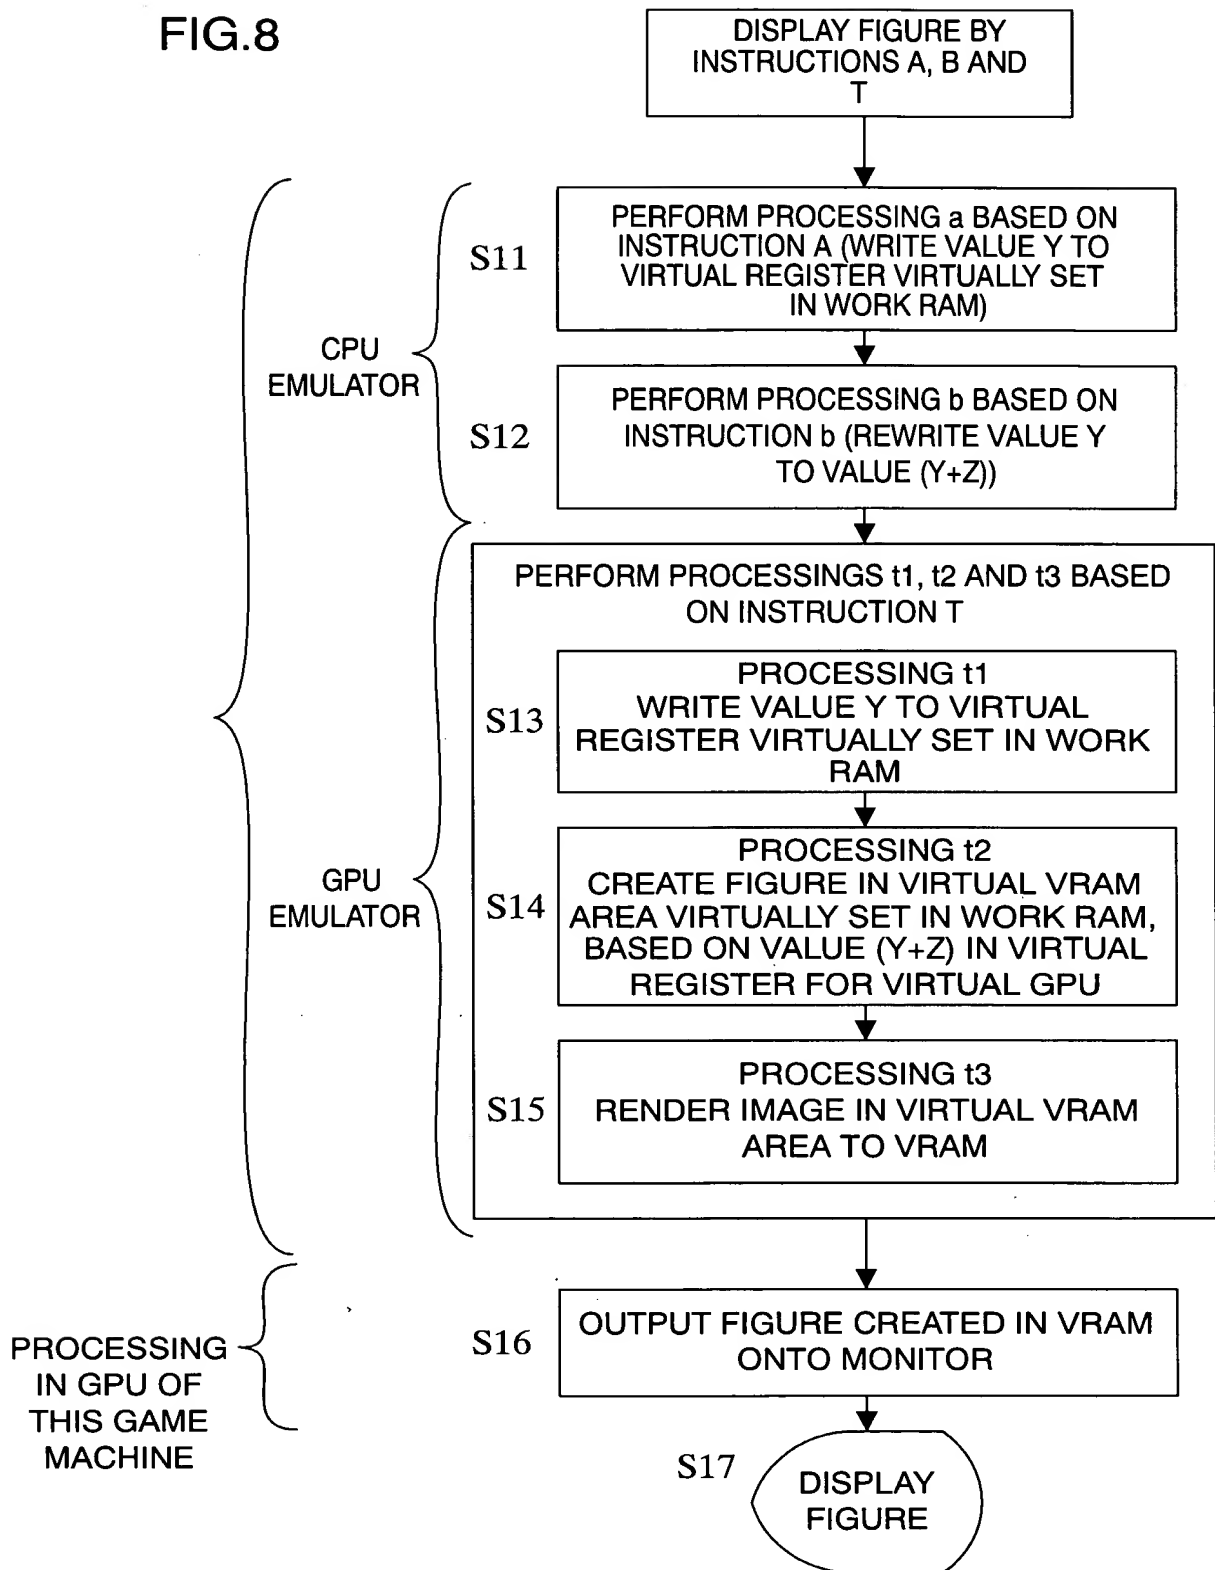 FIG.8
DISPLAY FIGURE BY
INSTRUCTIONS A, B AND
T
S11
PERFORM PROCESSING a BASED ON
INSTRUCTION A (WRITE VALUE Y TO
VIRTUAL REGISTER VIRTUALLY SET
IN WORK RAM)
CPU
EMULATOR
S12
PERFORM PROCESSING b BASED ON
INSTRUCTION b (REWRITE VALUE Y
TO VALUE (Y+Z))
PERFORM PROCESSINGS t1, t2 AND t3 BASED
ON INSTRUCTION T
S13
PROCESSING t1
WRITE VALUE Y TO VIRTUAL
REGISTER VIRTUALLY SET IN WORK
RAM
GPU
EMULATOR
S14
PROCESSING t2
CREATE FIGURE IN VIRTUAL VRAM
AREA VIRTUALLY SET IN WORK RAM,
BASED ON VALUE (Y+Z) IN VIRTUAL
REGISTER FOR VIRTUAL GPU
S15
PROCESSING t3
RENDER IMAGE IN VIRTUAL VRAM
AREA TO VRAM
PROCESSING
IN GPU OF
THIS GAME
MACHINE
S16
OUTPUT FIGURE CREATED IN VRAM
ONTO MONITOR
S17
DISPLAY
FIGURE